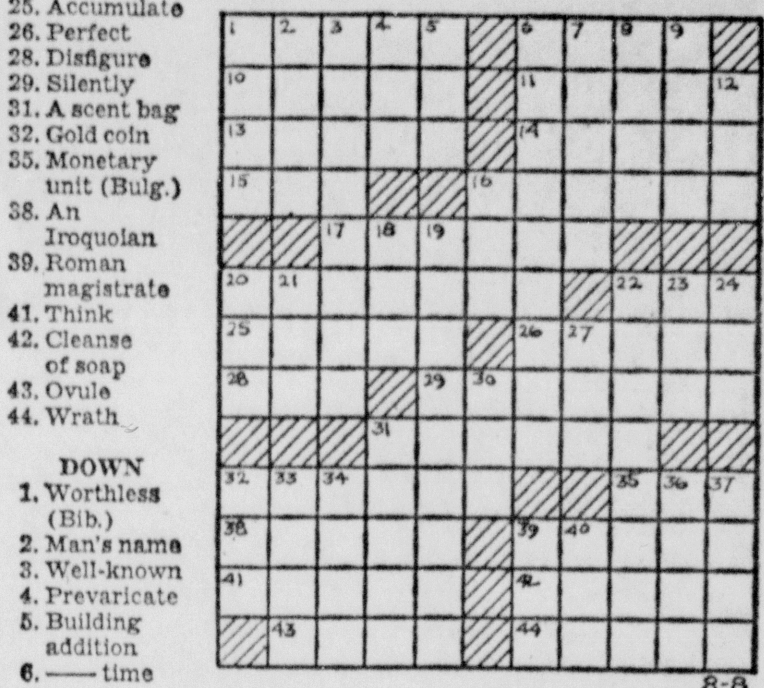 25. Accumulate
26. Perfect
28. Disfigure
29. Silently
31. A scent bag
32. Gold coin
35. Monetary
unit (Bulg.)
38. An
Iroquoian
39. Roman
magistrate
41. Think
42. Cleanse
of soap
43. Ovule
44. Wrath
DOWN
1. Worthless
(Bib.)
2. Man's name
3. Well-known
4. Prevaricate
5. Building
addition
6. —— time
1 2 3 4 5 6 7 8 9
10 11 12
13 14
15 16
17 18 19
20 21 22 23 24
25 26 27
28 29 30
31
32 33 34 35 36 37
38 39 40
41 42
43 44
8-8